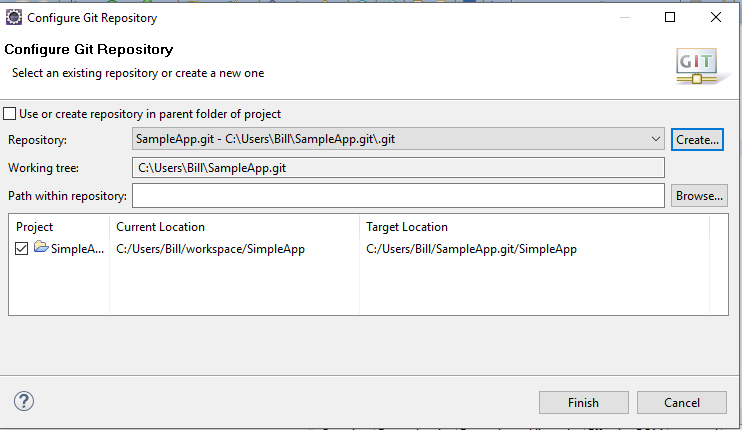 Configure Git Repository
Configure Git Repository
Select an existing repository or create a new one
GIT
Use or create repository in parent folder of project
Repository: SampleApp.git - C:\Users\Bill\SampleApp.git\.git Create...
Working tree: C:\Users\Bill\SampleApp.git
Path within repository: Browse...
Project Current Location Target Location
SimpleA... C:/Users/Bill/workspace/SimpleApp C:/Users/Bill/SampleApp.git/SimpleApp
? Finish Cancel